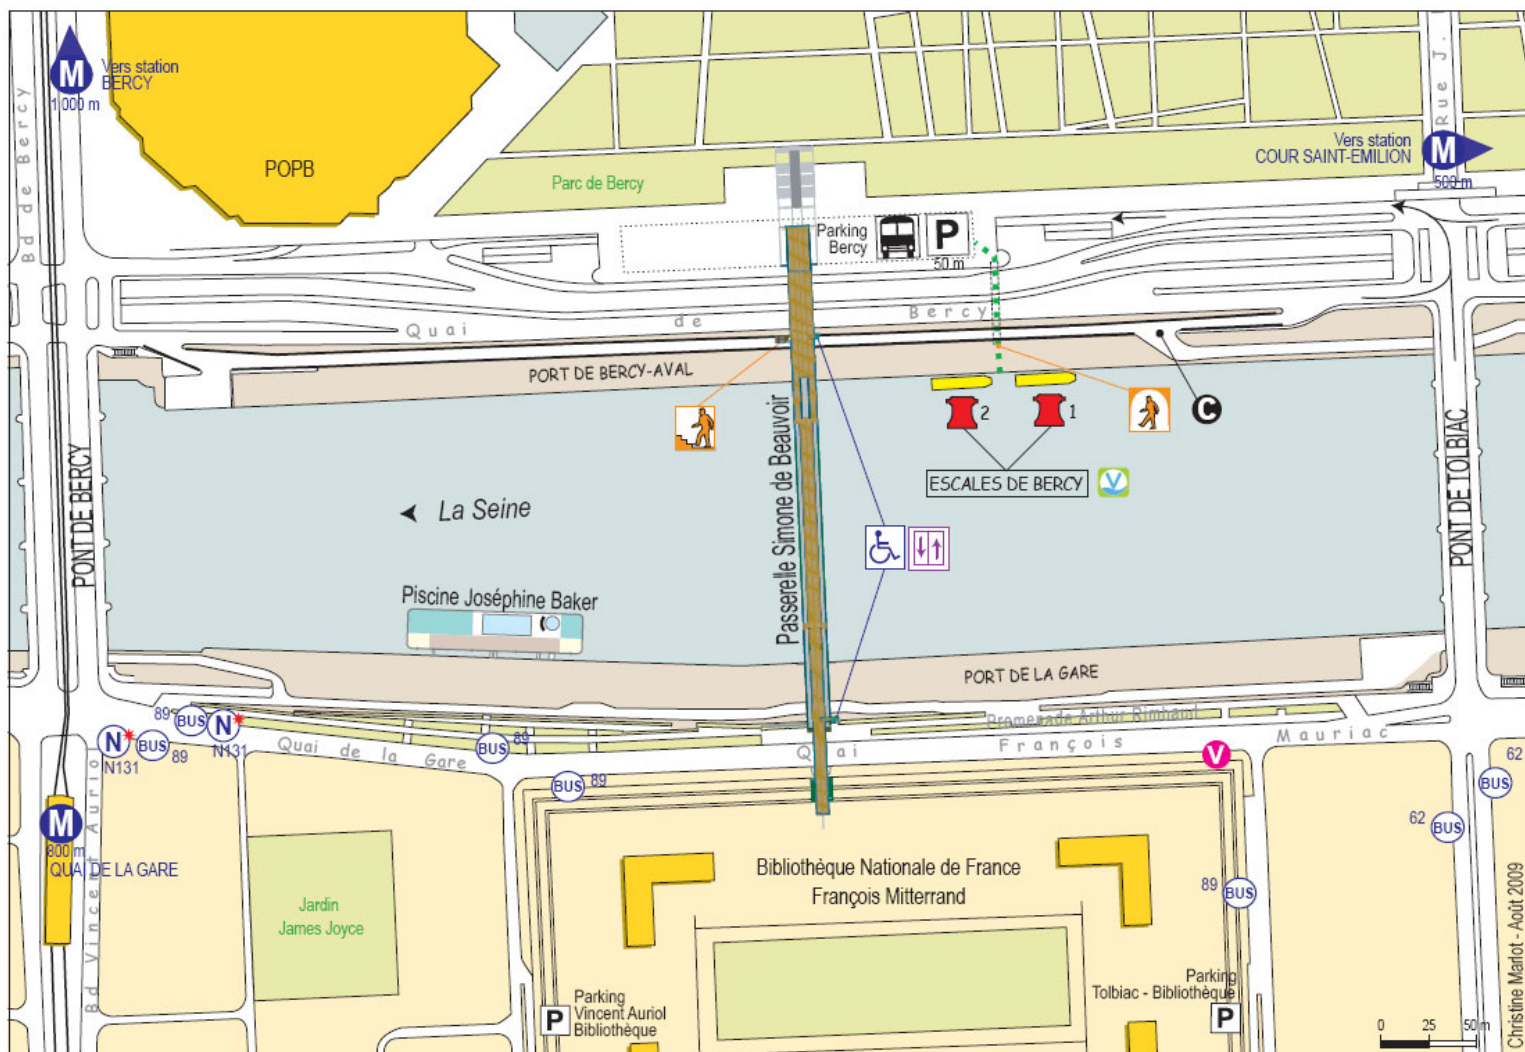 M
Vers station
BERCY
1 000 m
Bd de Bercy
POPB
Parc de Bercy
Rue J.
Vers station
COUR SAINT-EMILION
M
500 m
Parking
Bercy
P
50 m
Quai de Bercy
PORT DE BERCY-AVAL
PONT DE BERCY
Passerelle Simone de Beauvoir
2
1
C
ESCALES DE BERCY
V
PONT DE TOLBIAC
La Seine
Piscine Joséphine Baker
PORT DE LA GARE
Promenade Arthur Rimbaud
89
BUS
N
N131
N
N131
BUS
89
Quai de la Gare
BUS
89
BUS
89
Quai François Mauriac
V
62
BUS
62
BUS
M
800 m
QUAI DE LA GARE
Bd Vincent Auriol
Jardin
James Joyce
Bibliothèque Nationale de France
François Mitterrand
89
BUS
P
Parking
Vincent Auriol
Bibliothèque
Parking
Tolbiac - Bibliothèque
P
0 25 50 m
Christine Marlot - Août 2009